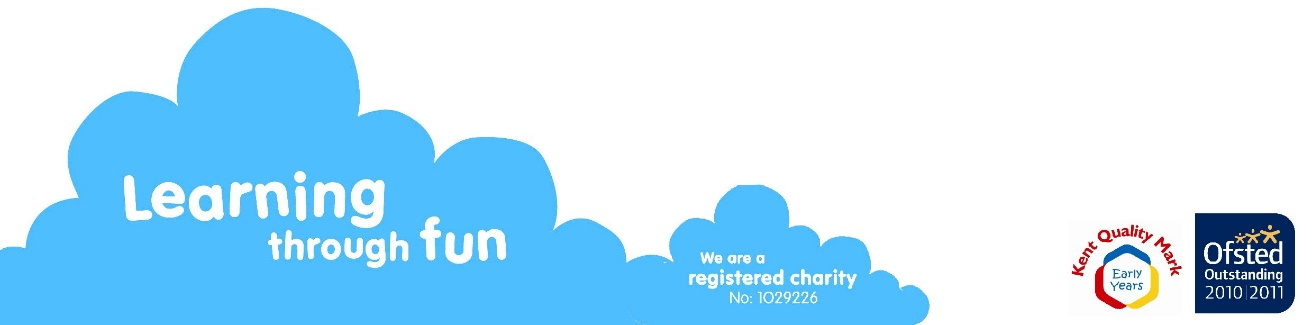 Learning
through fun
We are a
registered charity
No: 1029226
Kent Quality Mark
Early
Years
Ofsted
Outstanding
2010|2011